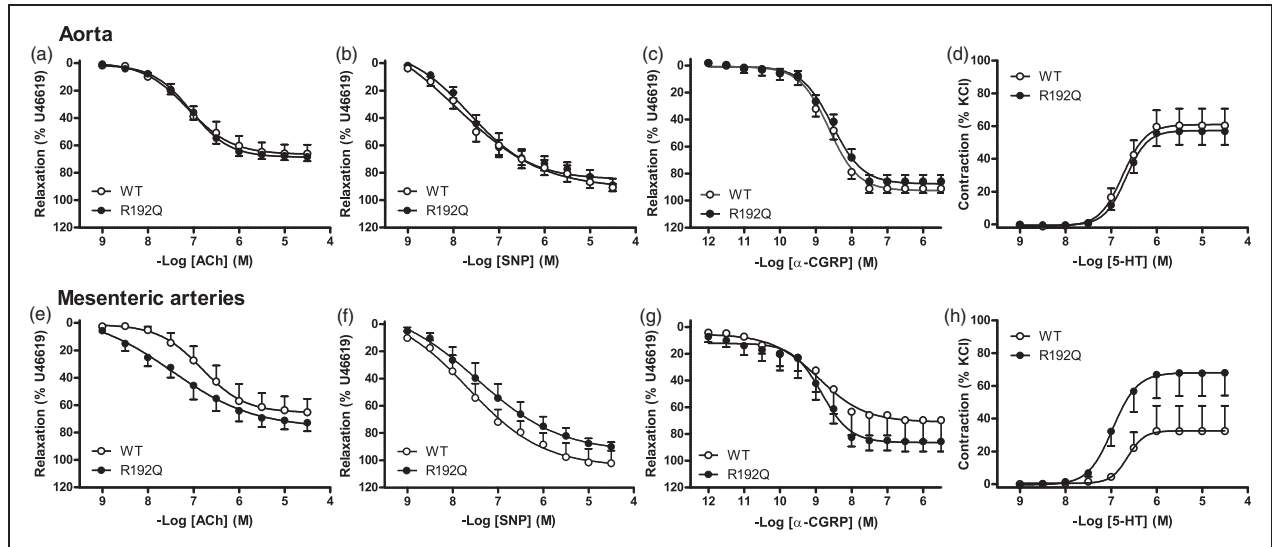 Aorta
(a)
0
20
40
60
80
100
120
Relaxation (% U46619)
WT
R192Q
9 8 7 6 5 4
-Log [ACh] (M)
(b)
0
20
40
60
80
100
120
Relaxation (% U46619)
WT
R192Q
9 8 7 6 5 4
-Log [SNP] (M)
(c)
0
20
40
60
80
100
120
Relaxation (% U46619)
WT
R192Q
12 11 10 9 8 7 6
-Log [α-CGRP] (M)
(d)
100
80
60
40
20
0
Contraction (% KCl)
WT
R192Q
9 8 7 6 5 4
-Log [5-HT] (M)
Mesenteric arteries
(e)
0
20
40
60
80
100
120
Relaxation (% U46619)
WT
R192Q
9 8 7 6 5 4
-Log [ACh] (M)
(f)
0
20
40
60
80
100
120
Relaxation (% U46619)
WT
R192Q
9 8 7 6 5 4
-Log [SNP] (M)
(g)
0
20
40
60
80
100
120
Relaxation (% U46619)
WT
R192Q
12 11 10 9 8 7 6
-Log [α-CGRP] (M)
(h)
100
80
60
40
20
0
Contraction (% KCl)
WT
R192Q
9 8 7 6 5 4
-Log [5-HT] (M)